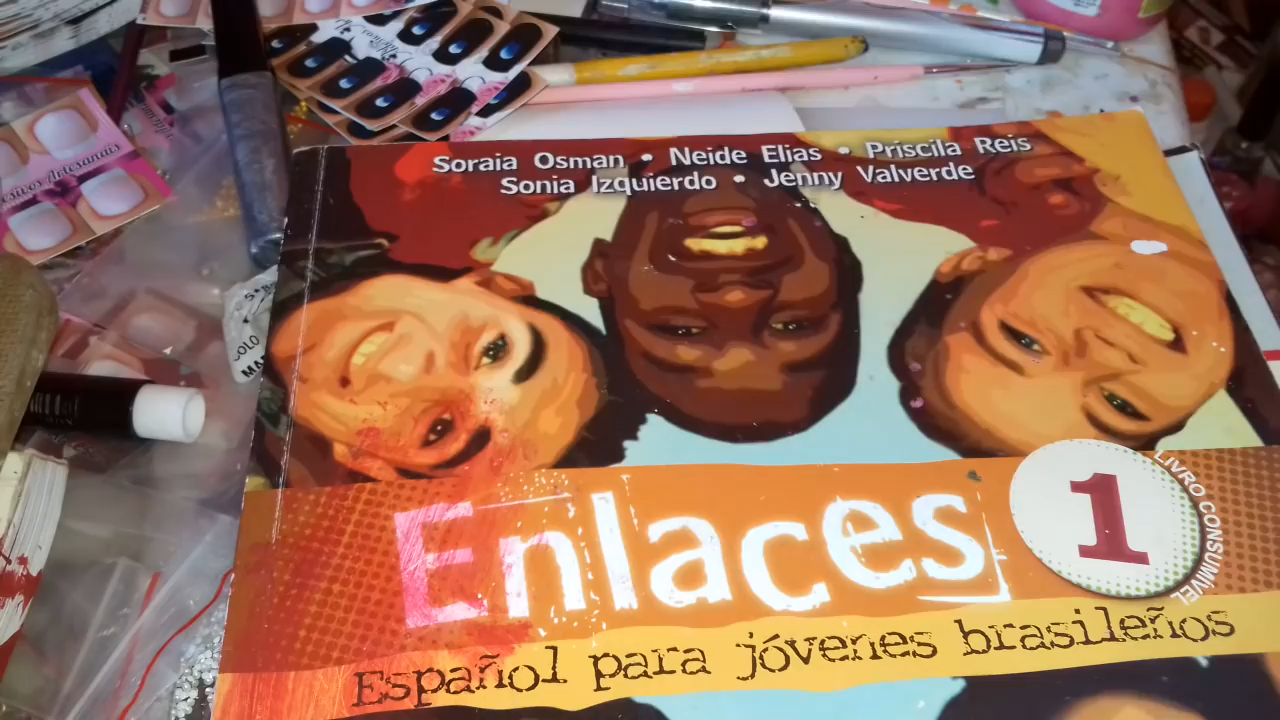 Soraia Osman • Neide Elias • Priscila Reis
Sonia Izquierdo • Jenny Valverde
Enlaces
1
LIVRO CONSUMÍVEL
Español para jóvenes brasileños
esivos Artesanais